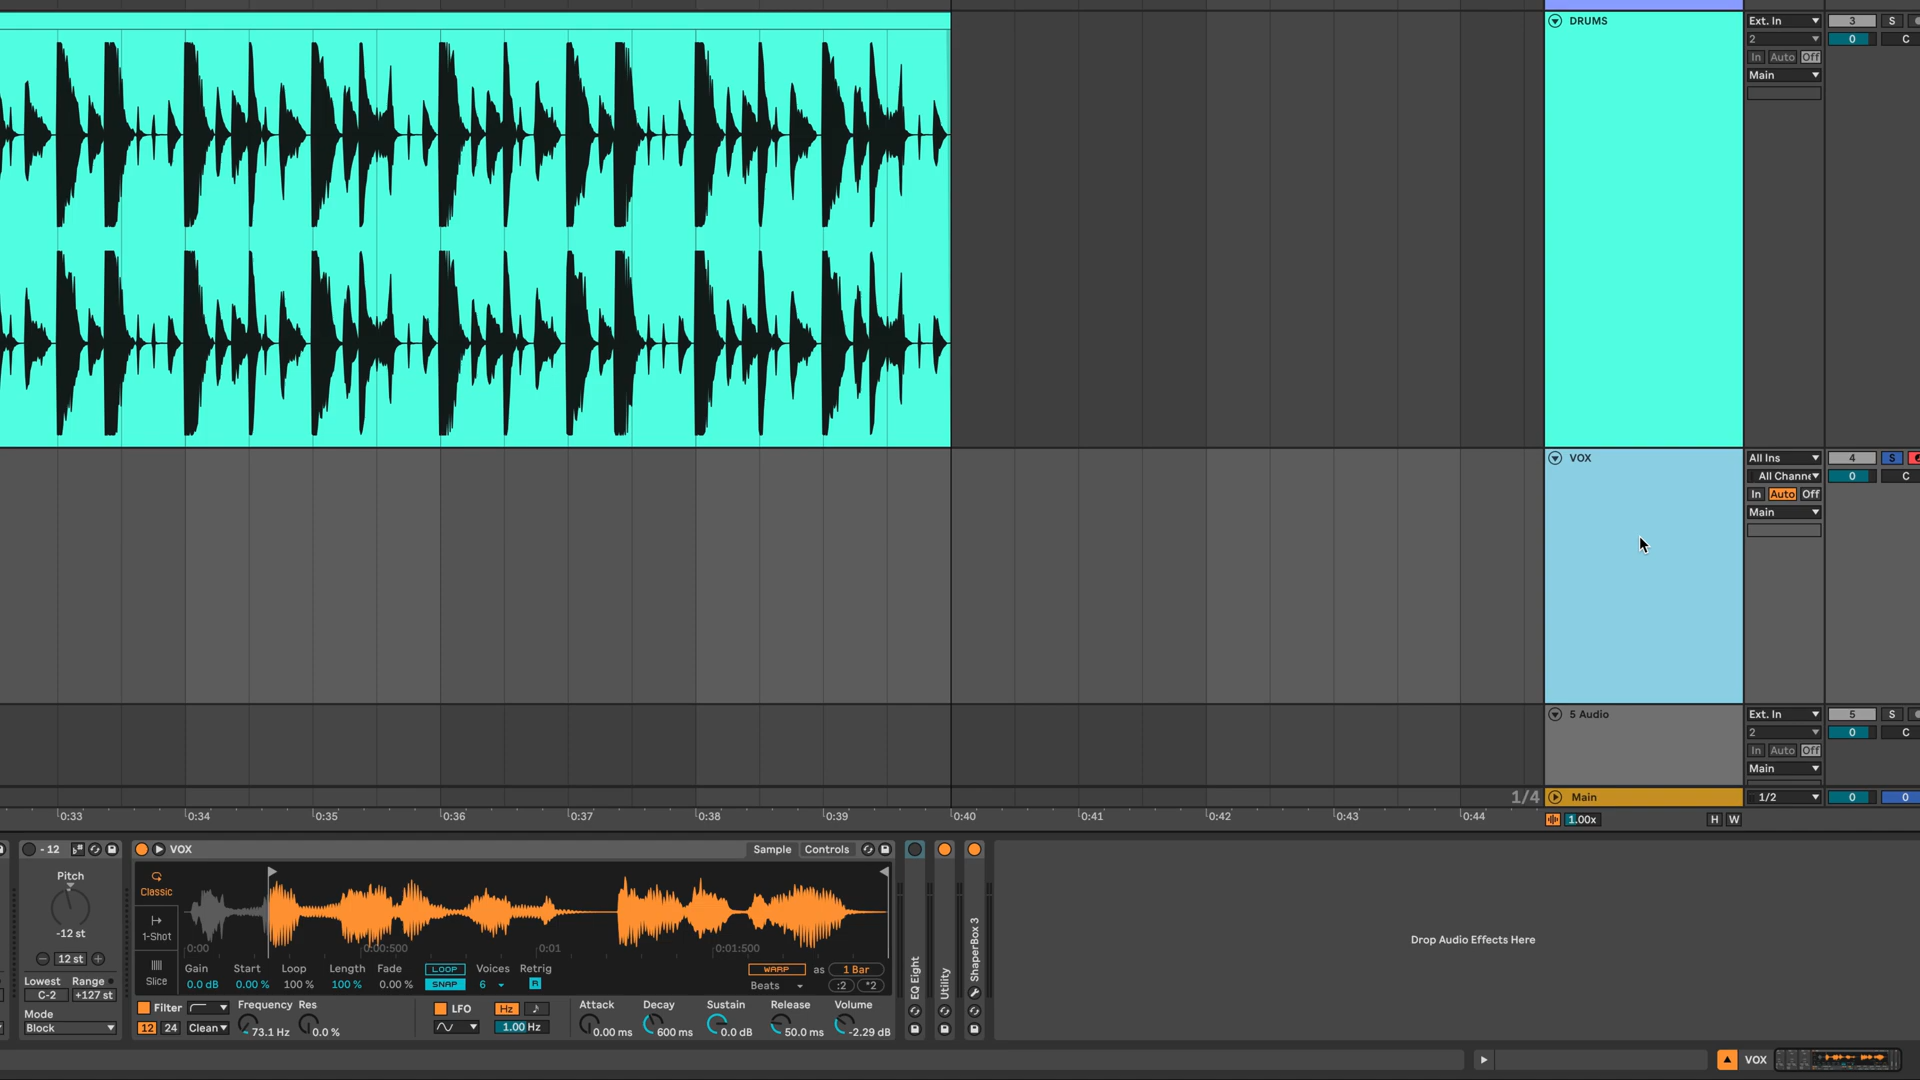 DRUMS
Ext. In
3
S
2
0
C
In
Auto
Off
Main
VOX
All Ins
4
S
All Channe
0
C
In
Auto
Off
Main
5 Audio
Ext. In
5
S
2
0
C
In
Auto
Off
Main
1/4
Main
1/2
0
0
0:33
0:34
0:35
0:36
0:37
0:38
0:39
0:40
0:41
0:42
0:43
0:44
1.00x
H
W
- 12
VOX
Sample
Controls
Pitch
-12 st
12 st
Lowest
Range
C-2
+127 st
Mode
Block
Classic
1-Shot
Slice
0:00
0:00:500
0:01
0:01:500
Gain
Start
Loop
Length
Fade
LOOP
Voices
Retrig
WARP
as
1 Bar
0.0 dB
0.00 %
100 %
100 %
0.00 %
SNAP
6
R
Beats
:2
*2
Filter
Frequency
Res
LFO
Hz
Attack
Decay
Sustain
Release
Volume
12
24
Clean
73.1 Hz
0.0 %
1.00 Hz
0.00 ms
600 ms
0.0 dB
50.0 ms
-2.29 dB
EQ Eight
Utility
ShaperBox 3
Drop Audio Effects Here
VOX